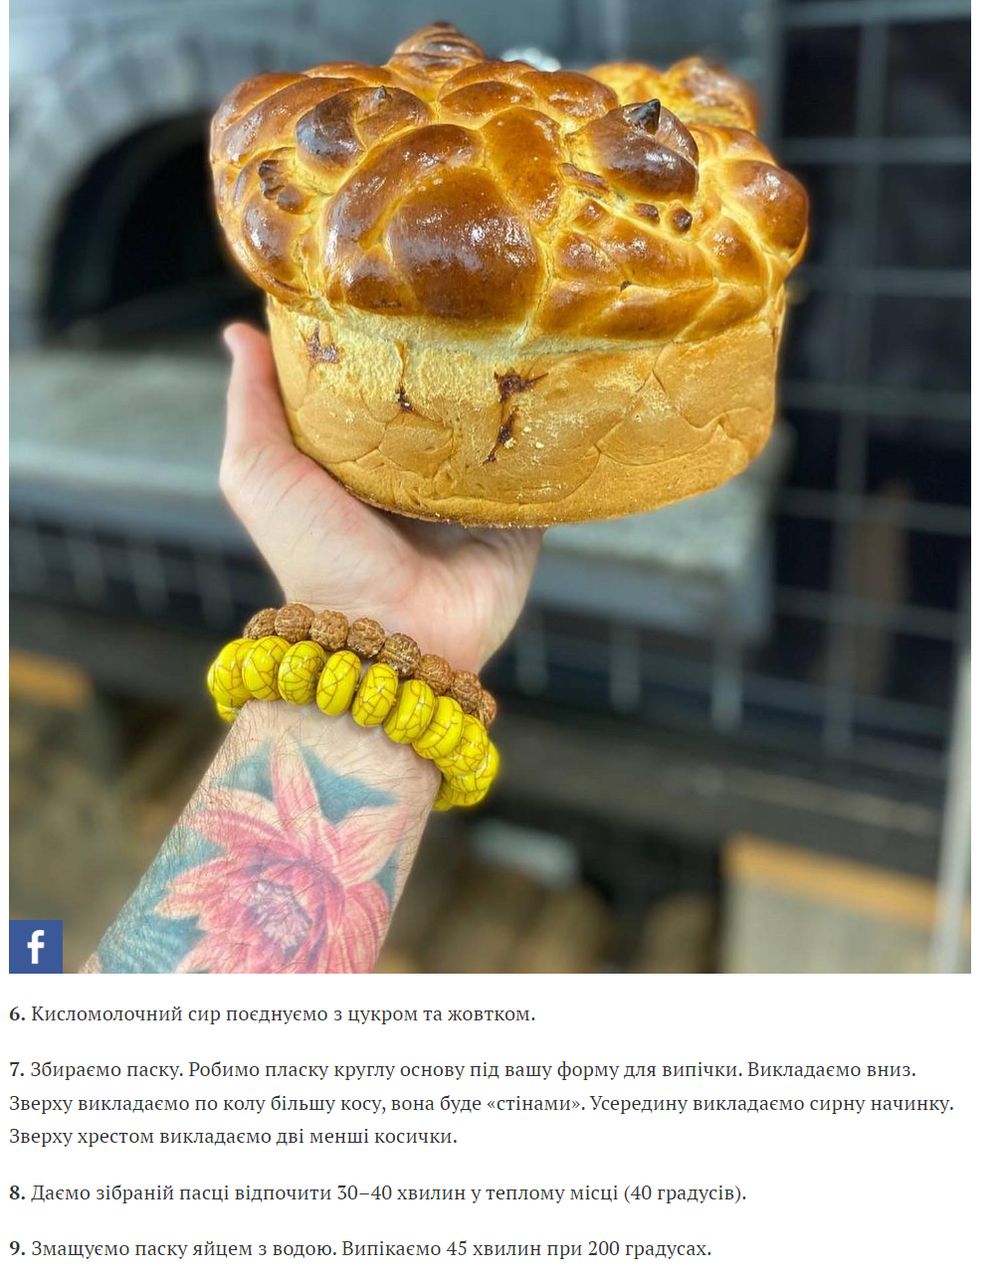 f
6. Кисломолочний сир поєднуємо з цукром та жовтком.
7. Збираємо паску. Робимо пласку круглу основу під вашу форму для випічки. Викладаємо вниз.
Зверху викладаємо по колу більшу косу, вона буде «стінами». Усередину викладаємо сирну начинку.
Зверху хрестом викладаємо дві менші косички.
8. Даємо зібраній пасці відпочити 30–40 хвилин у теплому місці (40 градусів).
9. Змащуємо паску яйцем з водою. Випікаємо 45 хвилин при 200 градусах.